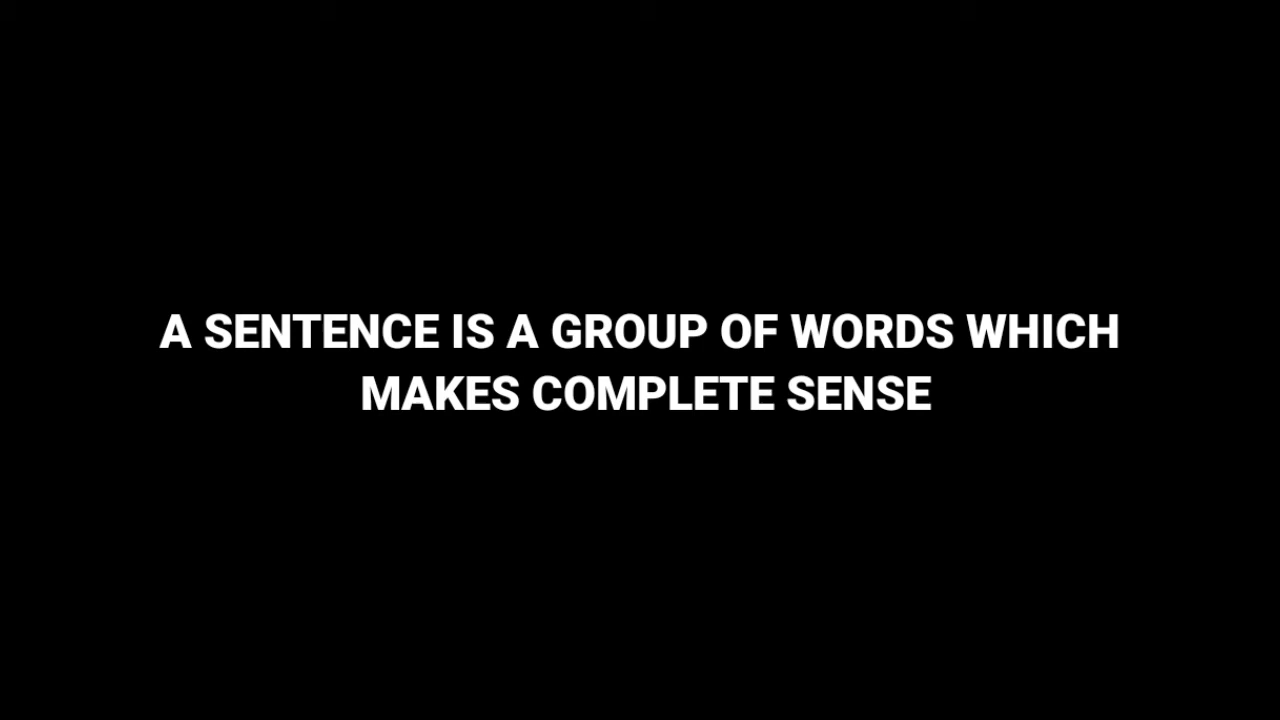 A SENTENCE IS A GROUP OF WORDS WHICH
MAKES COMPLETE SENSE